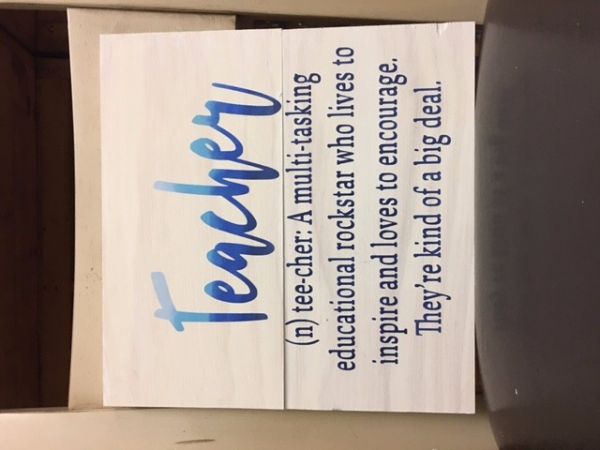 Teacher
(n) tee-cher: A multi-tasking
educational rockstar who lives to
inspire and loves to encourage.
They're kind of a big deal.